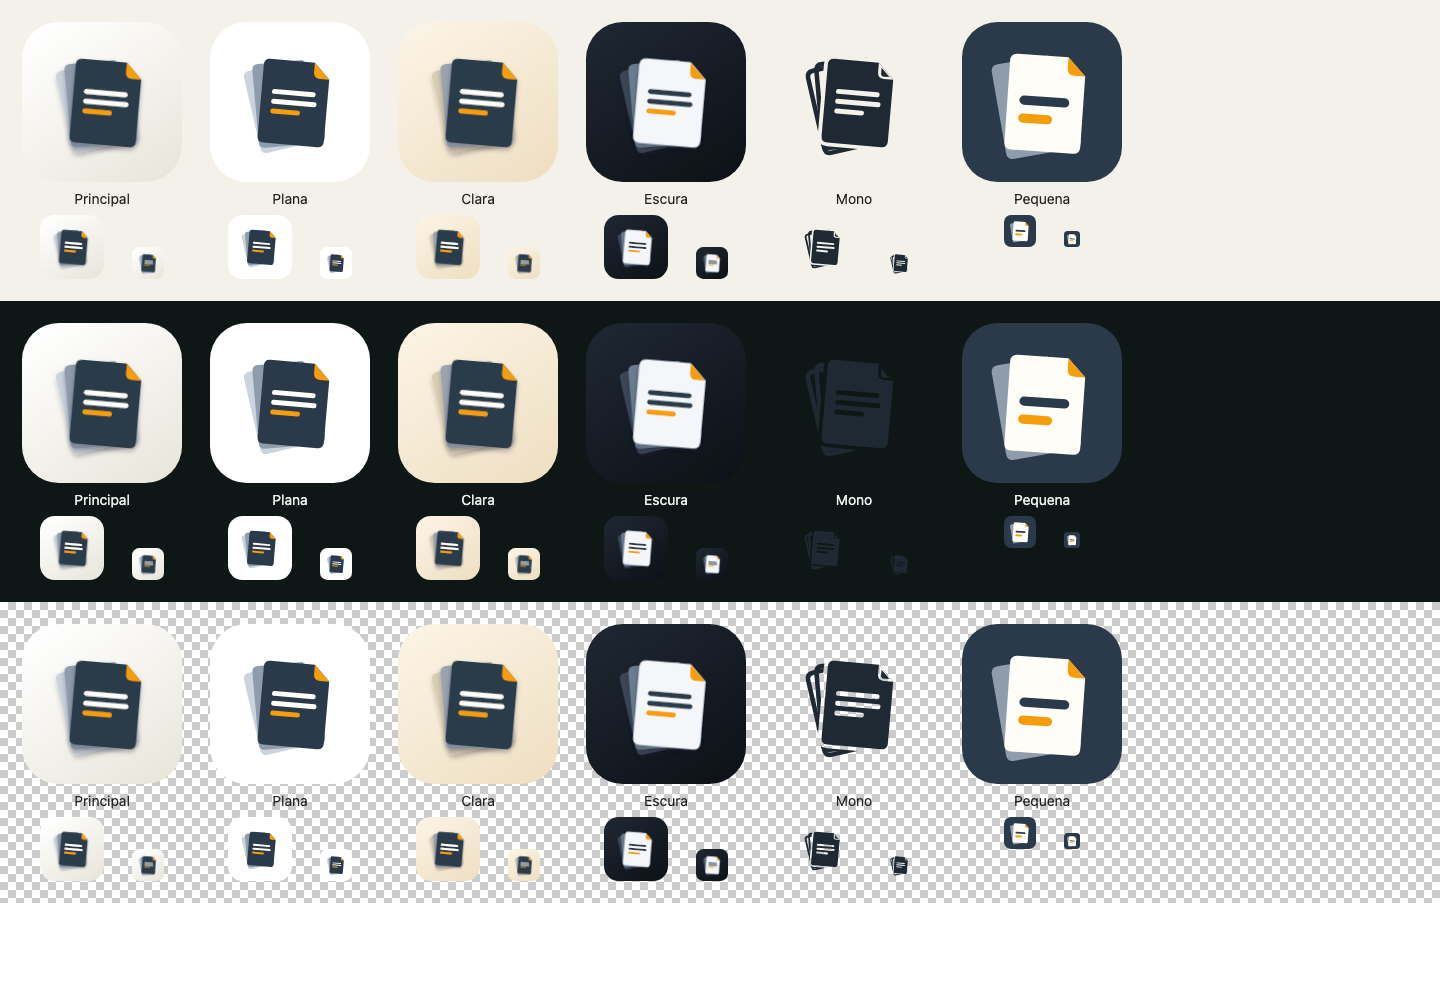 Principal
Plana
Clara
Escura
Mono
Pequena
Principal
Plana
Clara
Escura
Mono
Pequena
Principal
Plana
Clara
Escura
Mono
Pequena